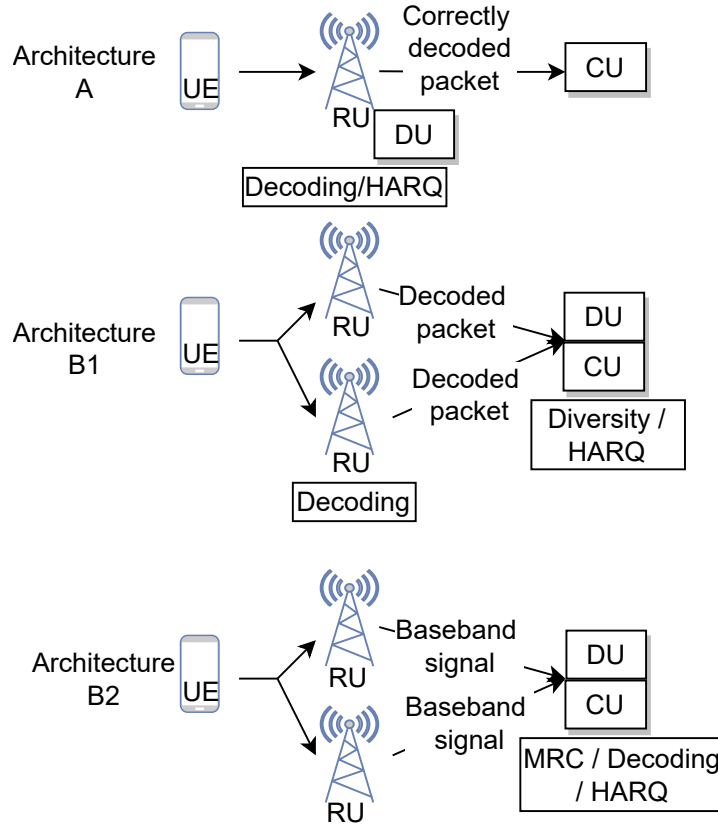 Architecture
A
UE
RU
DU
Decoding/HARQ
Correctly
decoded
packet
CU
Architecture
B1
UE
RU
RU
Decoding
Decoded
packet
Decoded
packet
DU
CU
Diversity /
HARQ
Architecture
B2
UE
RU
RU
Baseband
signal
Baseband
signal
DU
CU
MRC / Decoding
/ HARQ